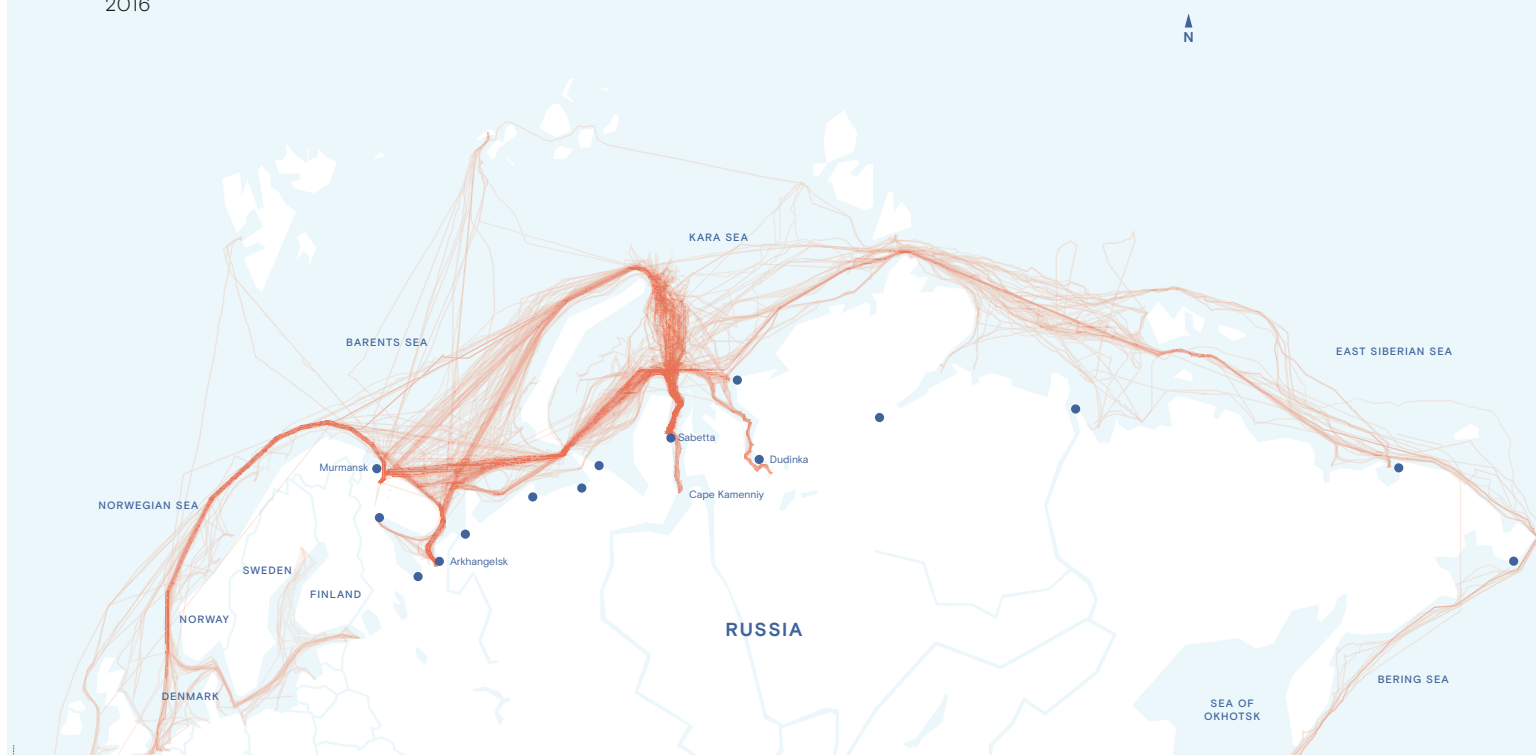 2016
N
KARA SEA
BARENTS SEA
EAST SIBERIAN SEA
Sabetta
Murmansk
Dudinka
Cape Kamenniy
NORWEGIAN SEA
Arkhangelsk
SWEDEN
FINLAND
NORWAY
RUSSIA
BERING SEA
DENMARK
SEA OF
OKHOTSK